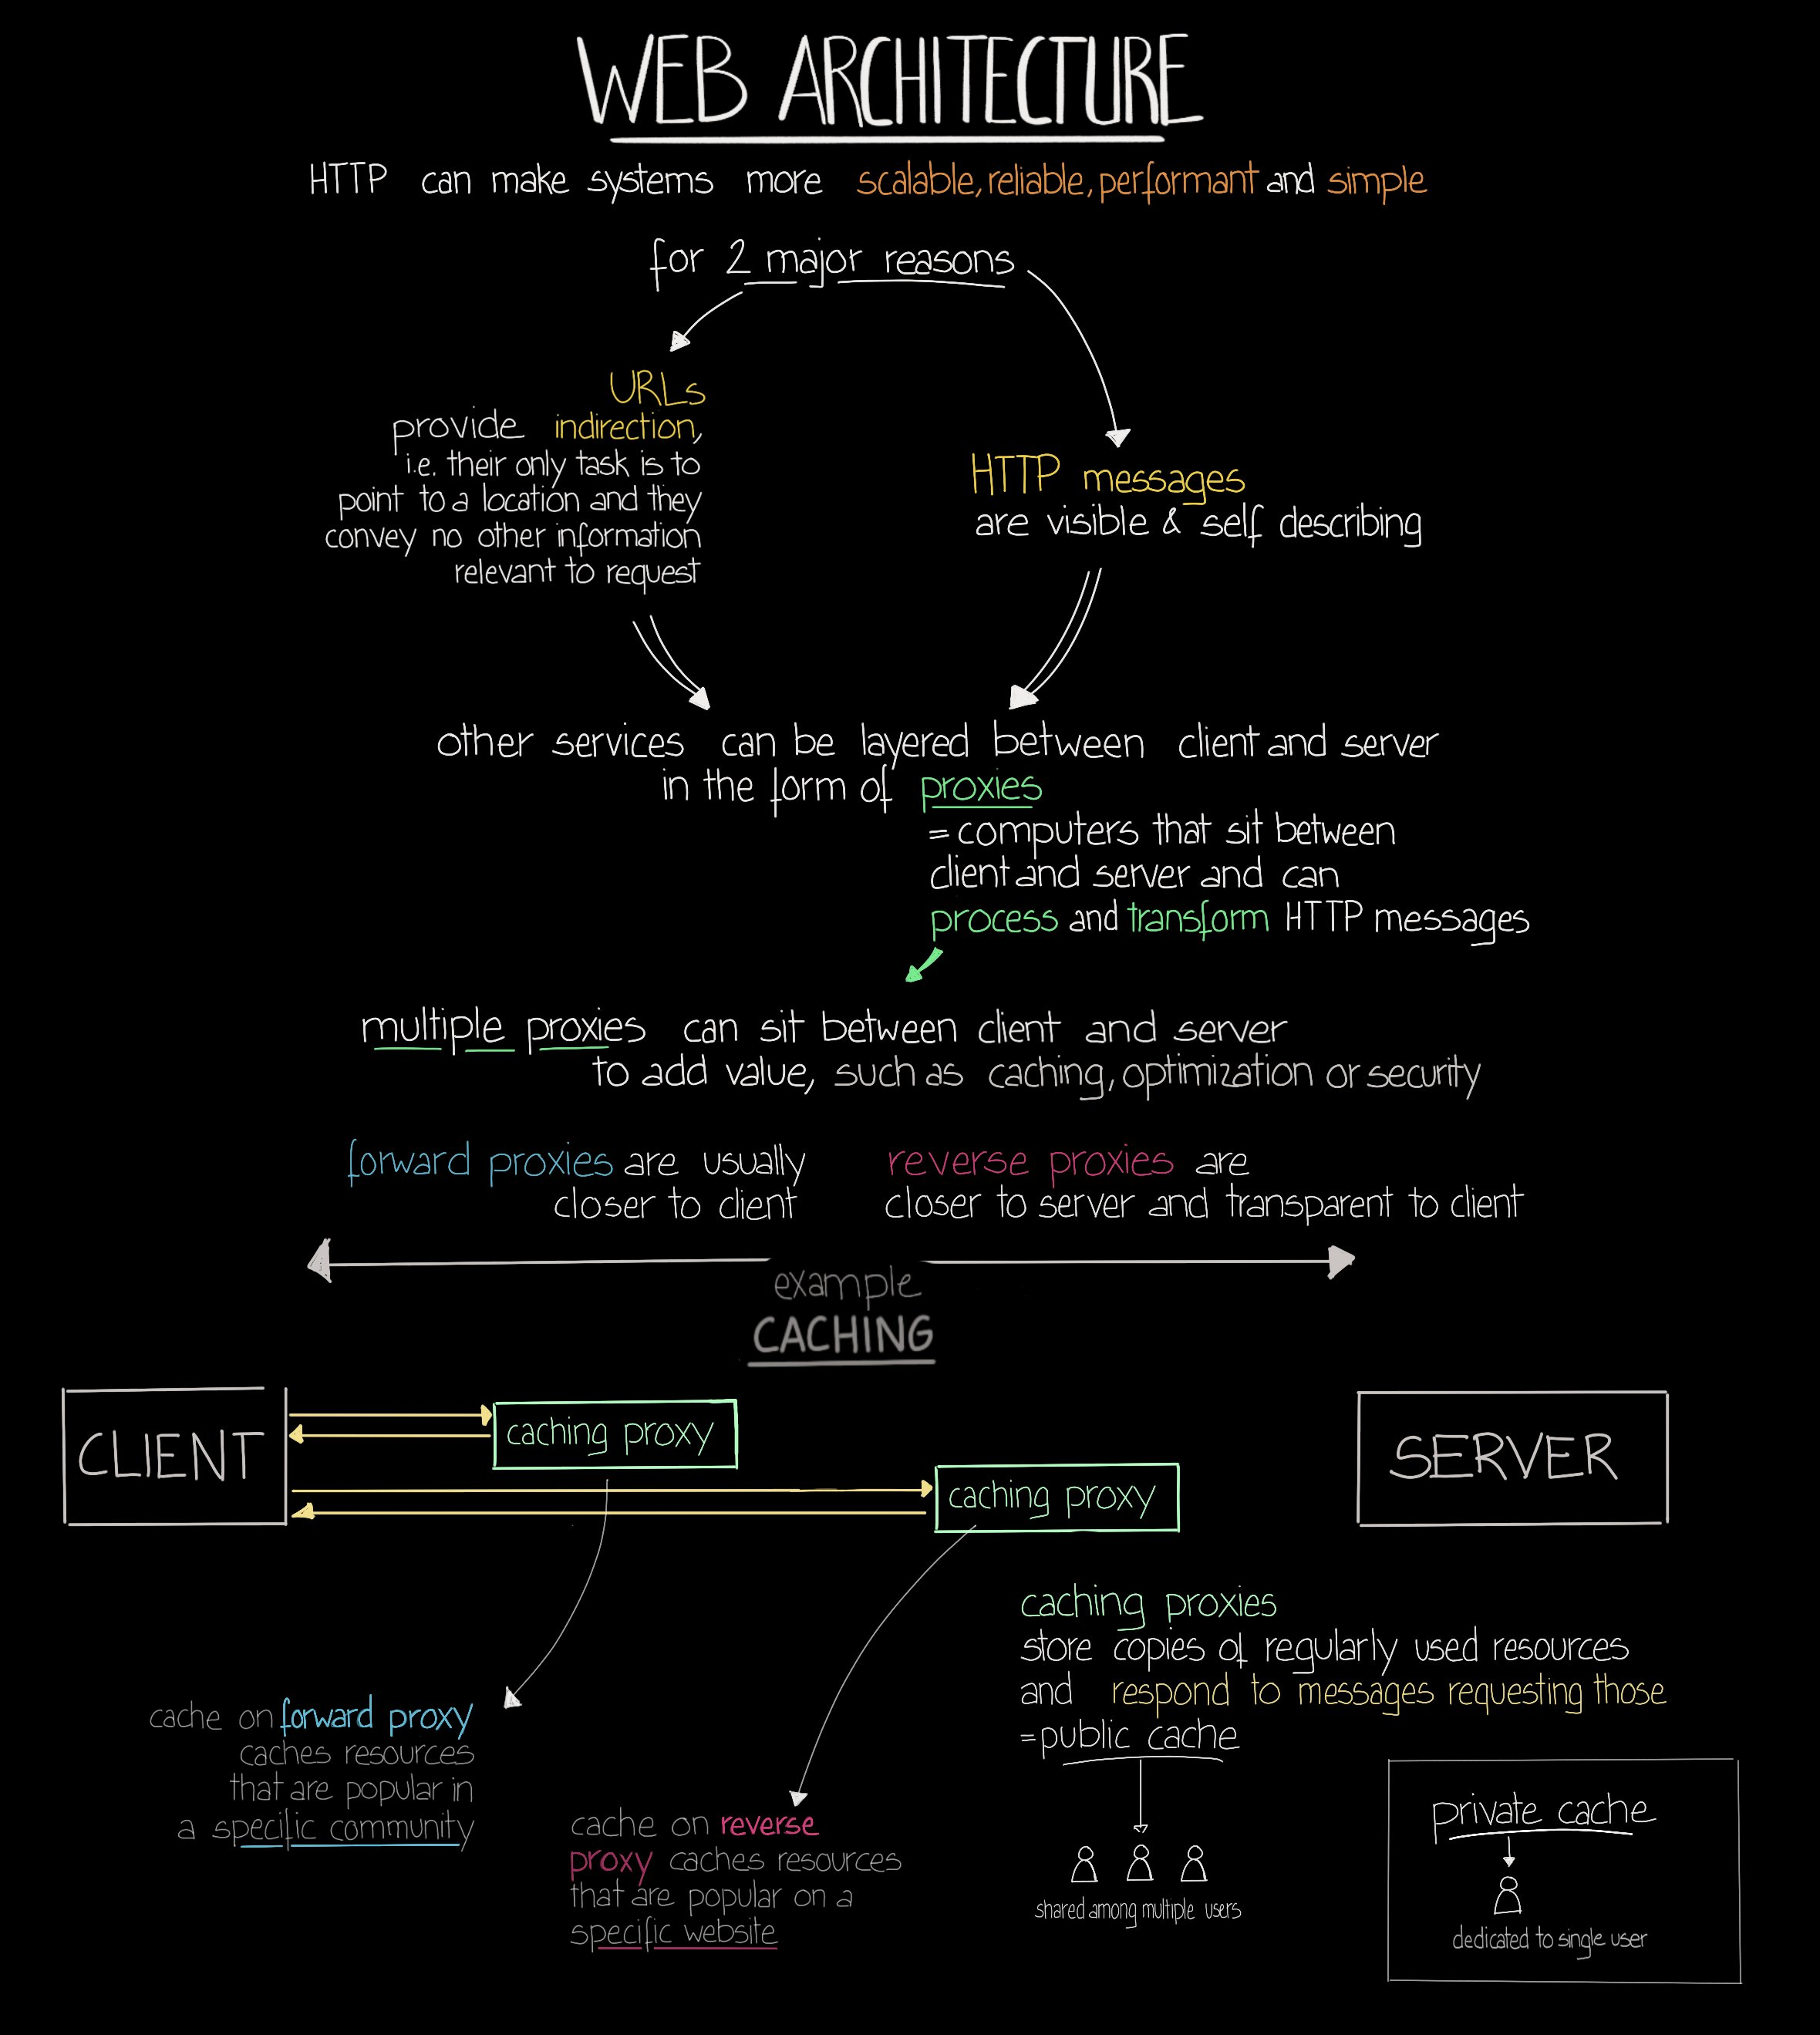 WEB ARCHITECTURE
HTTP can make systems more scalable, reliable, performant and simple
for 2 major reasons
URLs
provide indirection,
i.e. their only task is to
point to a location and they
convey no other information
relevant to request
HTTP messages
are visible & self describing
other services can be layered between client and server
in the form of proxies
= computers that sit between
client and server and can
process and transform HTTP messages
multiple proxies can sit between client and server
to add value, such as caching, optimization or security
forward proxies are usually
closer to client
reverse proxies are
closer to server and transparent to client
example
CACHING
CLIENT
caching proxy
caching proxy
SERVER
cache on forward proxy
caches resources
that are popular in
a specific community
cache on reverse
proxy caches resources
that are popular on a
specific website
caching proxies
store copies of regularly used resources
and respond to messages requesting those
= public cache
shared among multiple users
private cache
dedicated to single user